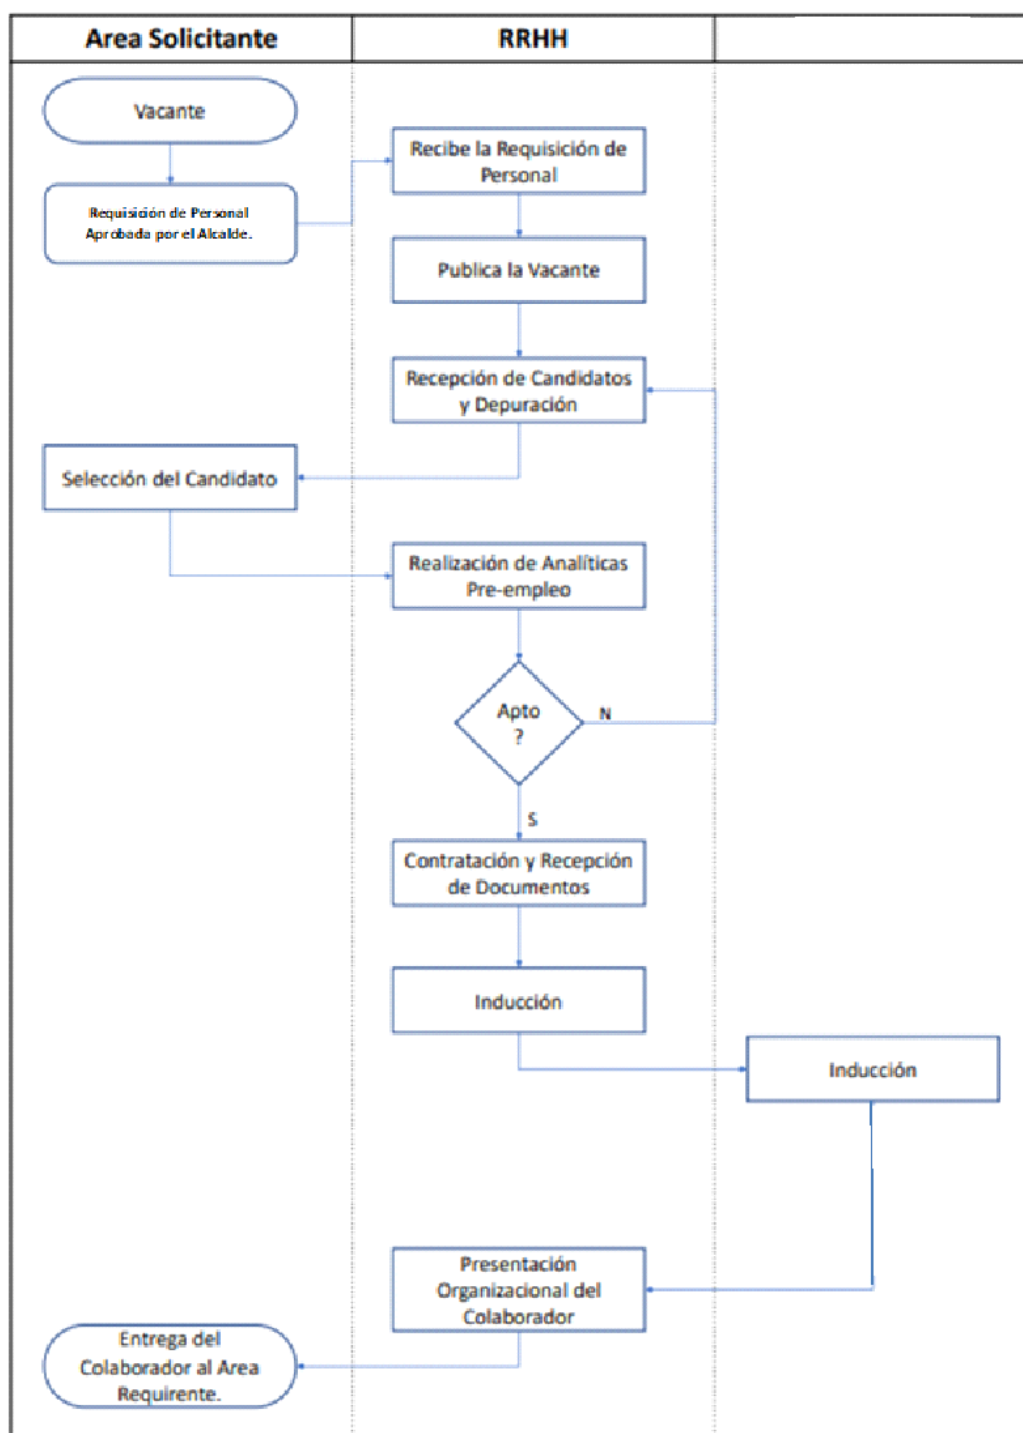 Area Solicitante
RRHH
Vacante
Recibe la Requisición de
Personal
Requisición de Personal
Aprobada por el Alcalde.
Publica la Vacante
Recepción de Candidatos
y Depuración
Selección del Candidato
Realización de Analíticas
Pre-empleo
Apto
?
N
S
Contratación y Recepción
de Documentos
Inducción
Inducción
Presentación
Organizacional del
Colaborador
Entrega del
Colaborador al Area
Requirente.